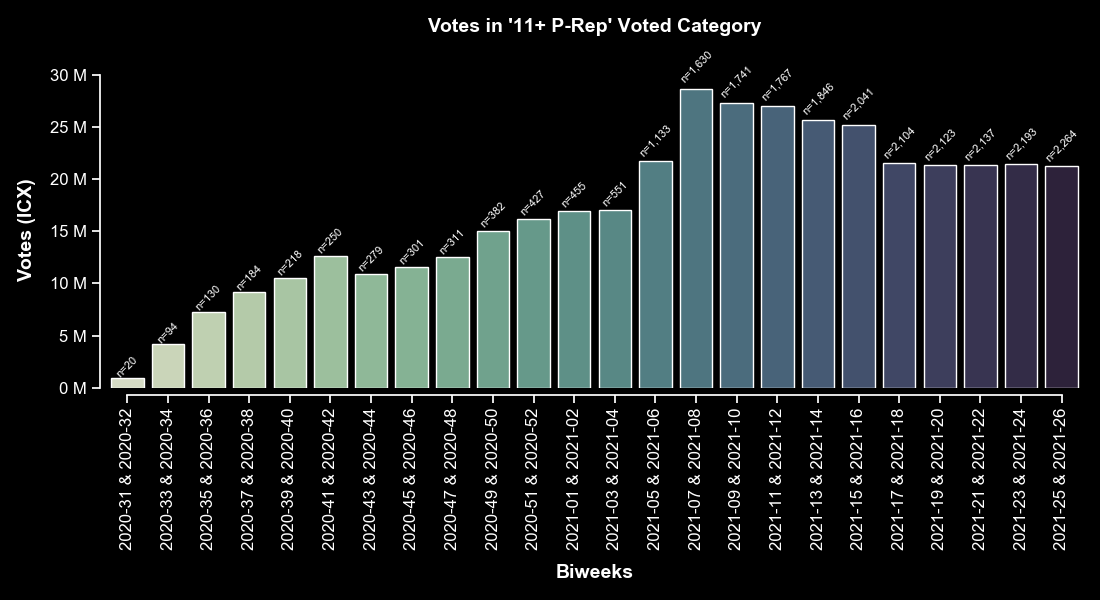 Votes in '11+ P-Rep' Voted Category
Votes (ICX)
30 M
25 M
20 M
15 M
10 M
5 M
0 M
n=20
n=94
n=130
n=184
n=218
n=250
n=279
n=301
n=311
n=382
n=427
n=455
n=551
n=1,133
n=1,630
n=1,741
n=1,767
n=1,846
n=2,041
n=2,104
n=2,123
n=2,137
n=2,193
n=2,264
2020-31 & 2020-32
2020-33 & 2020-34
2020-35 & 2020-36
2020-37 & 2020-38
2020-39 & 2020-40
2020-41 & 2020-42
2020-43 & 2020-44
2020-45 & 2020-46
2020-47 & 2020-48
2020-49 & 2020-50
2020-51 & 2020-52
2021-01 & 2021-02
2021-03 & 2021-04
2021-05 & 2021-06
2021-07 & 2021-08
2021-09 & 2021-10
2021-11 & 2021-12
2021-13 & 2021-14
2021-15 & 2021-16
2021-17 & 2021-18
2021-19 & 2021-20
2021-21 & 2021-22
2021-23 & 2021-24
2021-25 & 2021-26
Biweeks